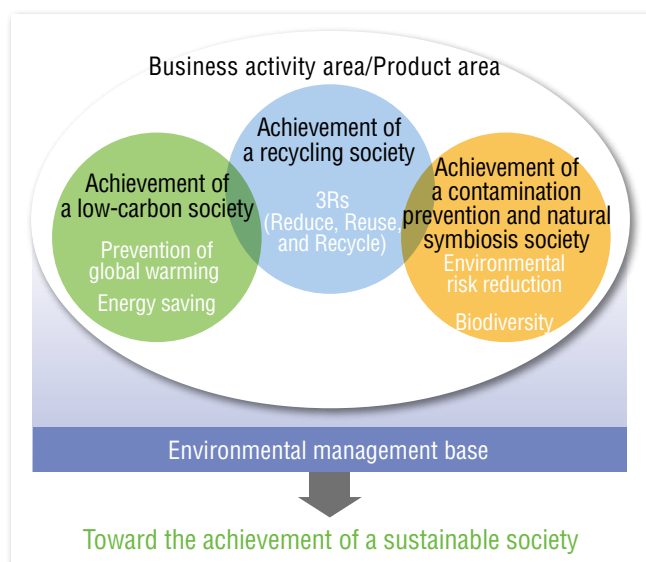 Business activity area/Product area
Achievement of
a recycling society
3Rs
(Reduce, Reuse,
and Recycle)
Achievement of
a low-carbon society
Prevention of
global warming
Energy saving
Achievement of
a contamination
prevention and natural
symbiosis society
Environmental
risk reduction
Biodiversity
Environmental management base
Toward the achievement of a sustainable society